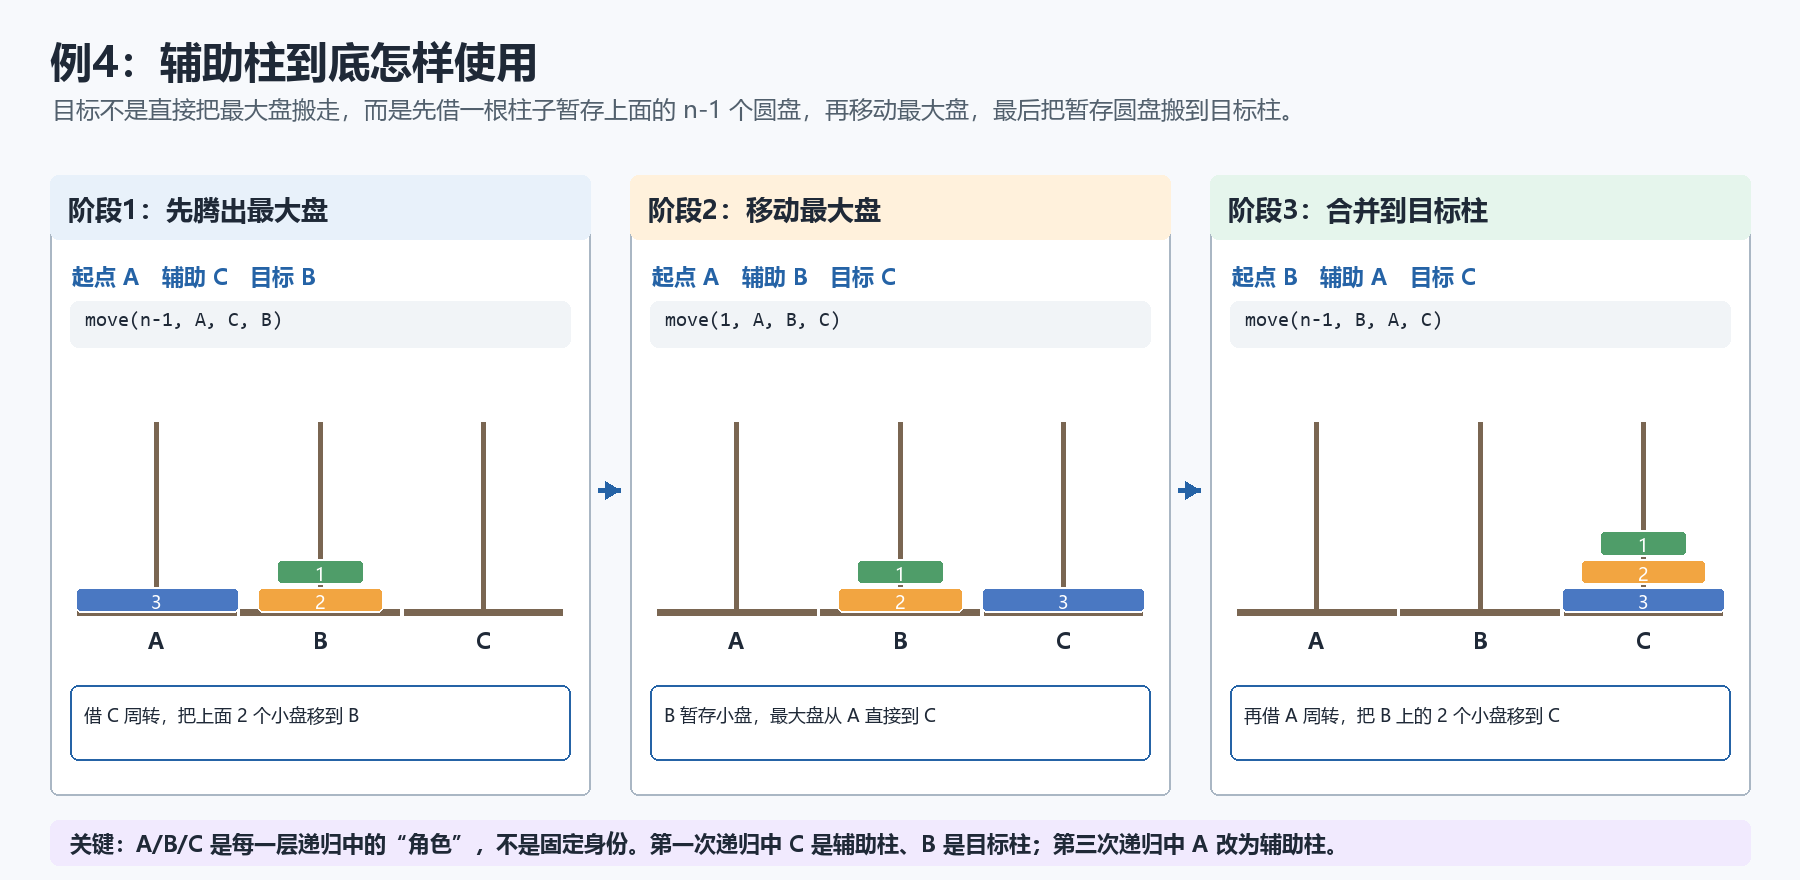 例4：辅助柱到底怎样使用
目标不是直接把最大盘搬走，而是先借一根柱子暂存上面的 n-1 个圆盘，再移动最大盘，最后把暂存圆盘搬到目标柱。
阶段1：先腾出最大盘
起点 A 辅助 C 目标 B
move(n-1, A, C, B)
1
3
2
A
B
C
借 C 周转，把上面 2 个小盘移到 B
阶段2：移动最大盘
起点 A 辅助 B 目标 C
move(1, A, B, C)
1
2
3
A
B
C
B 暂存小盘，最大盘从 A 直接到 C
阶段3：合并到目标柱
起点 B 辅助 A 目标 C
move(n-1, B, A, C)
1
2
3
A
B
C
再借 A 周转，把 B 上的 2 个小盘移到 C
关键：A/B/C 是每一层递归中的“角色”，不是固定身份。第一次递归中 C 是辅助柱、B 是目标柱；第三次递归中 A 改为辅助柱。